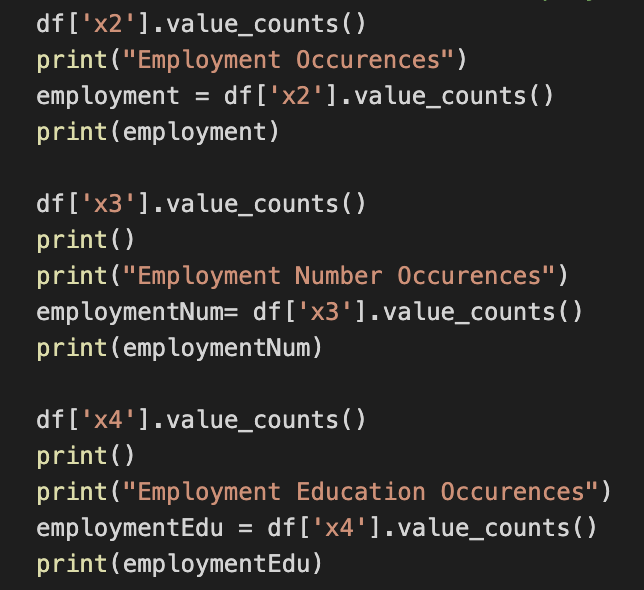 df['x2'].value_counts()
print("Employment Occurences")
employment = df['x2'].value_counts()
print(employment)
df['x3'].value_counts()
print()
print("Employment Number Occurences")
employmentNum= df['x3'].value_counts()
print(employmentNum)
df['x4'].value_counts()
print()
print("Employment Education Occurences")
employmentEdu = df['x4'].value_counts()
print(employmentEdu)